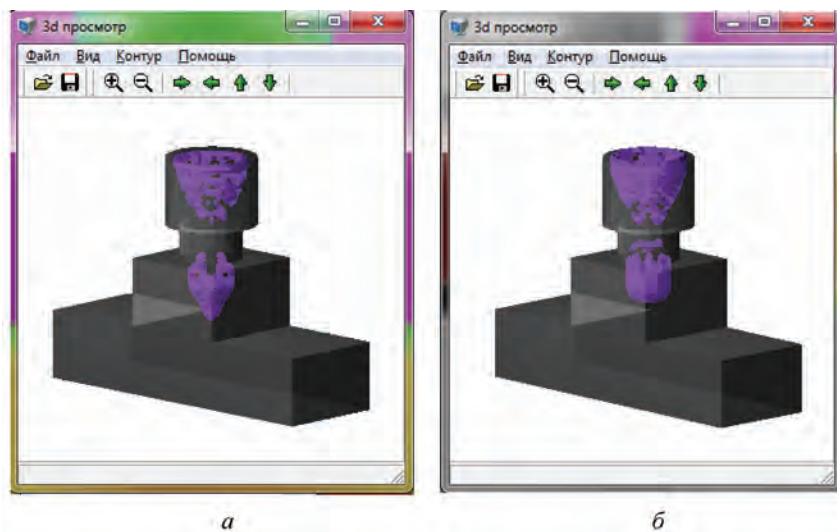 3d просмотр
Файл Вид Контур Помощь
3d просмотр
Файл Вид Контур Помощь
а
б